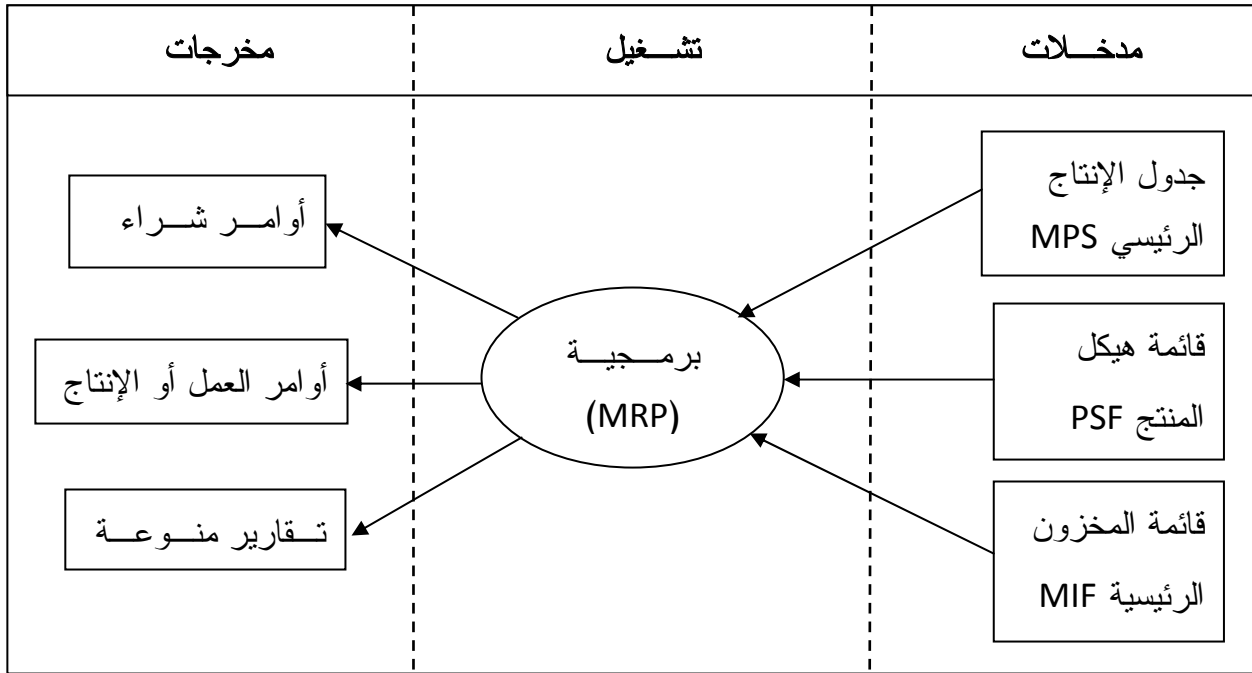 مدخـــلات
تشـــغيل
مخرجات
جدول الإنتاج
الرئيسي MPS
قائمة هيكل
المنتج PSF
قائمة المخزون
الرئيسية MIF
برمـــجيـــة
(MRP)
أوامـــر شـــراء
أوامر العمل أو الإنتاج
تـــقارير منـــوعـــة